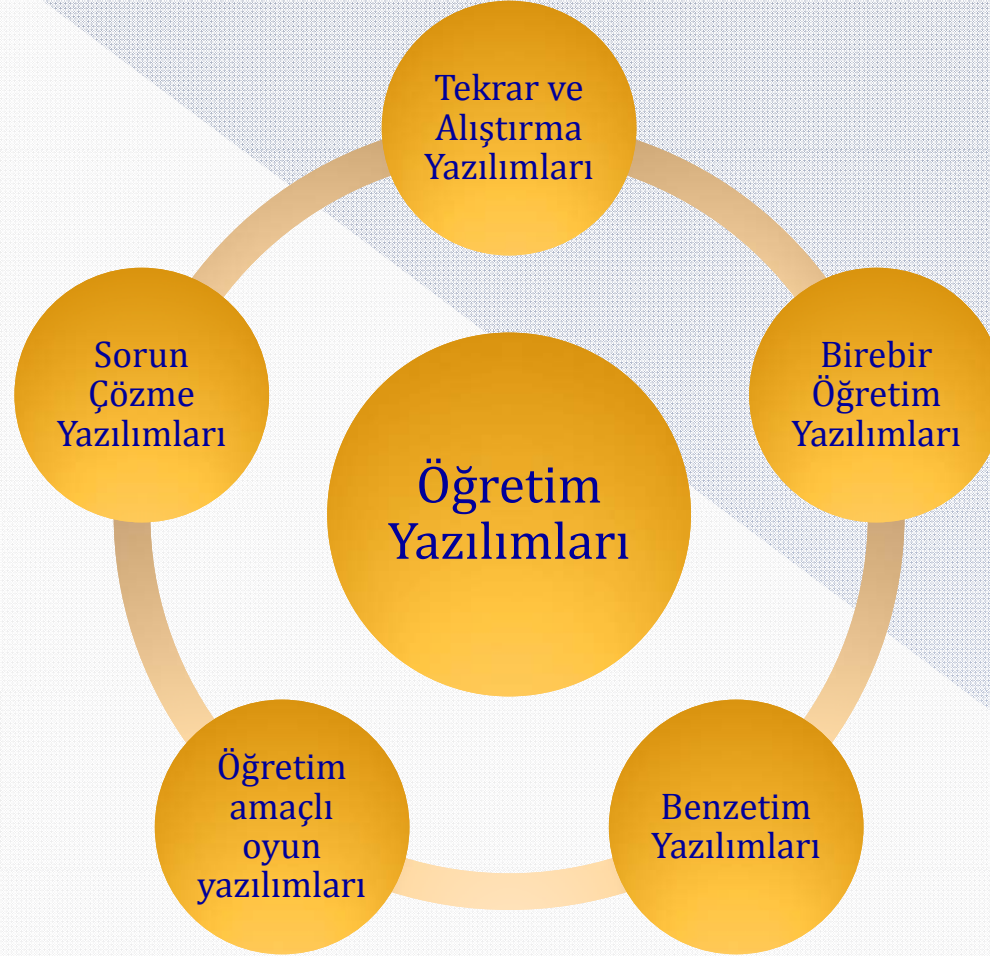 Tekrar ve
Alıştırma
Yazılımları
Sorun
Çözme
Yazılımları
Birebir
Öğretim
Yazılımları
Öğretim
Yazılımları
Öğretim
amaçlı
oyun
yazılımları
Benzetim
Yazılımları